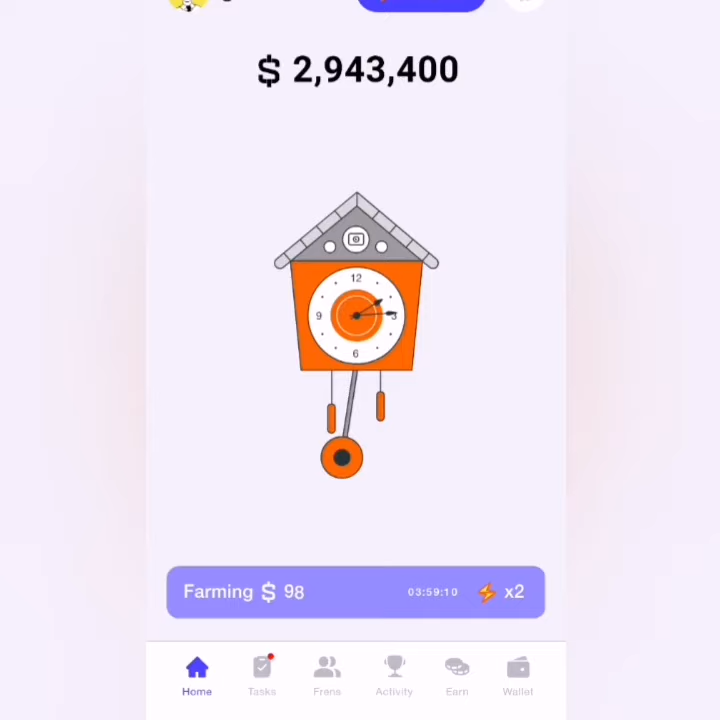 $ 2,943,400
12
9
3
6
Farming $ 98
03:59:10
x2
Home
Tasks
Frens
Activity
Earn
Wallet